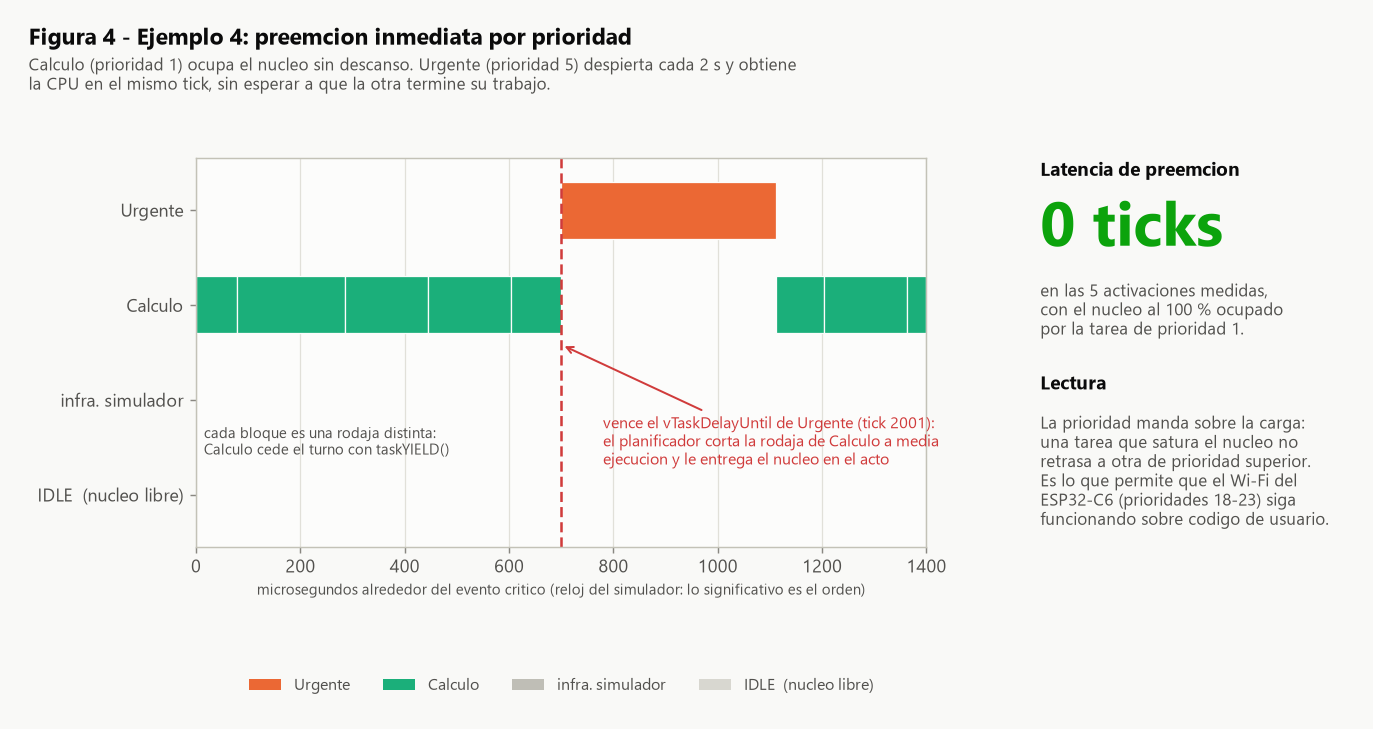 Figura 4 - Ejemplo 4: preemcion inmediata por prioridad
Calculo (prioridad 1) ocupa el nucleo sin descanso. Urgente (prioridad 5) despierta cada 2 s y obtiene
la CPU en el mismo tick, sin esperar a que la otra termine su trabajo.
Urgente
Calculo
infra. simulador
IDLE (nucleo libre)
cada bloque es una rodaja distinta:
Calculo cede el turno con taskYIELD()
vence el vTaskDelayUntil de Urgente (tick 2001):
el planificador corta la rodaja de Calculo a media
ejecucion y le entrega el nucleo en el acto
0 200 400 600 800 1000 1200 1400
microsegundos alrededor del evento critico (reloj del simulador: lo significativo es el orden)
Urgente Calculo infra. simulador IDLE (nucleo libre)
Latencia de preemcion
0 ticks
en las 5 activaciones medidas,
con el nucleo al 100 % ocupado
por la tarea de prioridad 1.
Lectura
La prioridad manda sobre la carga:
una tarea que satura el nucleo no
retrasa a otra de prioridad superior.
Es lo que permite que el Wi-Fi del
ESP32-C6 (prioridades 18-23) siga
funcionando sobre codigo de usuario.